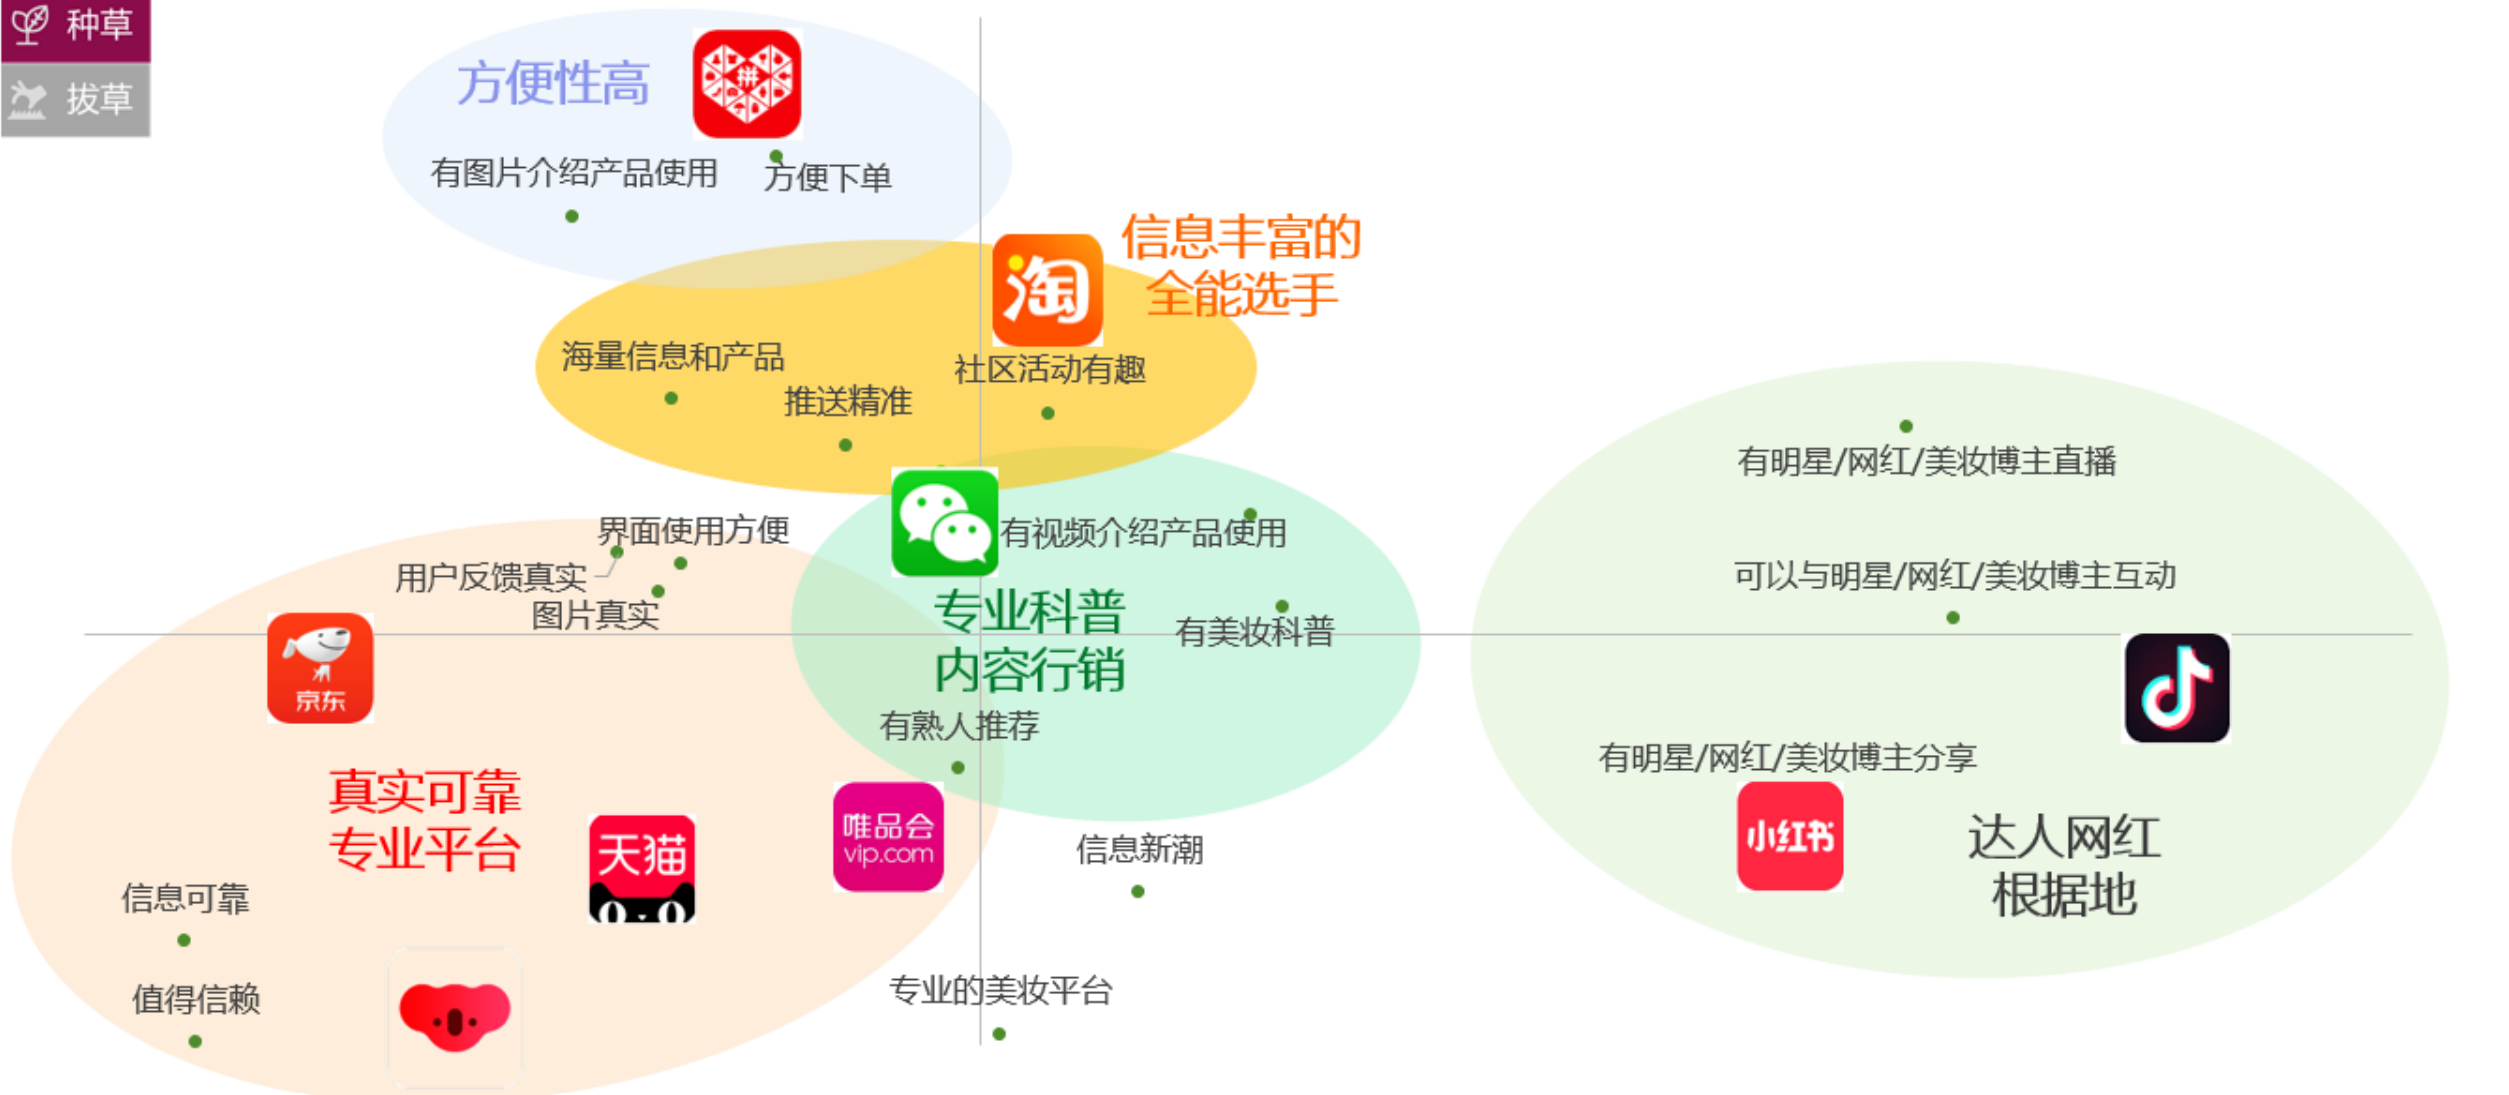 种草
拔草
方便性高
拼
有图片介绍产品使用
方便下单
淘
信息丰富的
全能选手
海量信息和产品
推送精准
社区活动有趣
有明星/网红/美妆博主直播
界面使用方便
用户反馈真实
图片真实
有视频介绍产品使用
专业科普
内容行销
有美妆科普
可以与明星/网红/美妆博主互动
京东
有熟人推荐
有明星/网红/美妆博主分享
真实可靠
专业平台
天猫
唯品会
vip.com
信息新潮
小红书
达人网红
根据地
信息可靠
值得信赖
专业的美妆平台